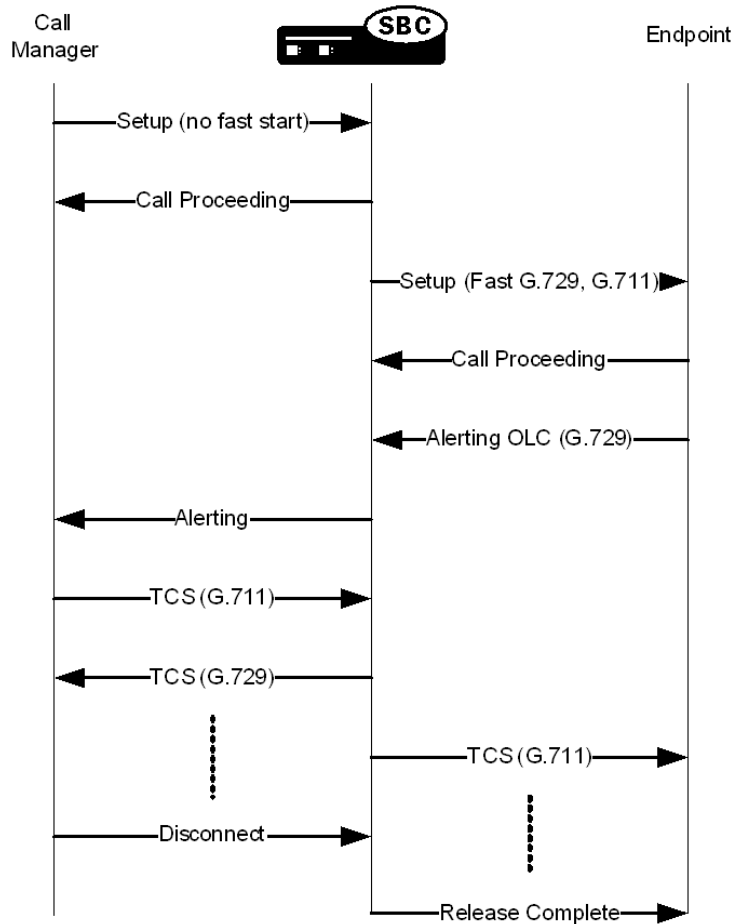 Call
Manager
SBC
Endpoint
Setup (no fast start)
Call Proceeding
Setup (Fast G.729, G.711)
Call Proceeding
Alerting OLC (G.729)
Alerting
TCS (G.711)
TCS (G.729)
TCS (G.711)
Disconnect
Release Complete